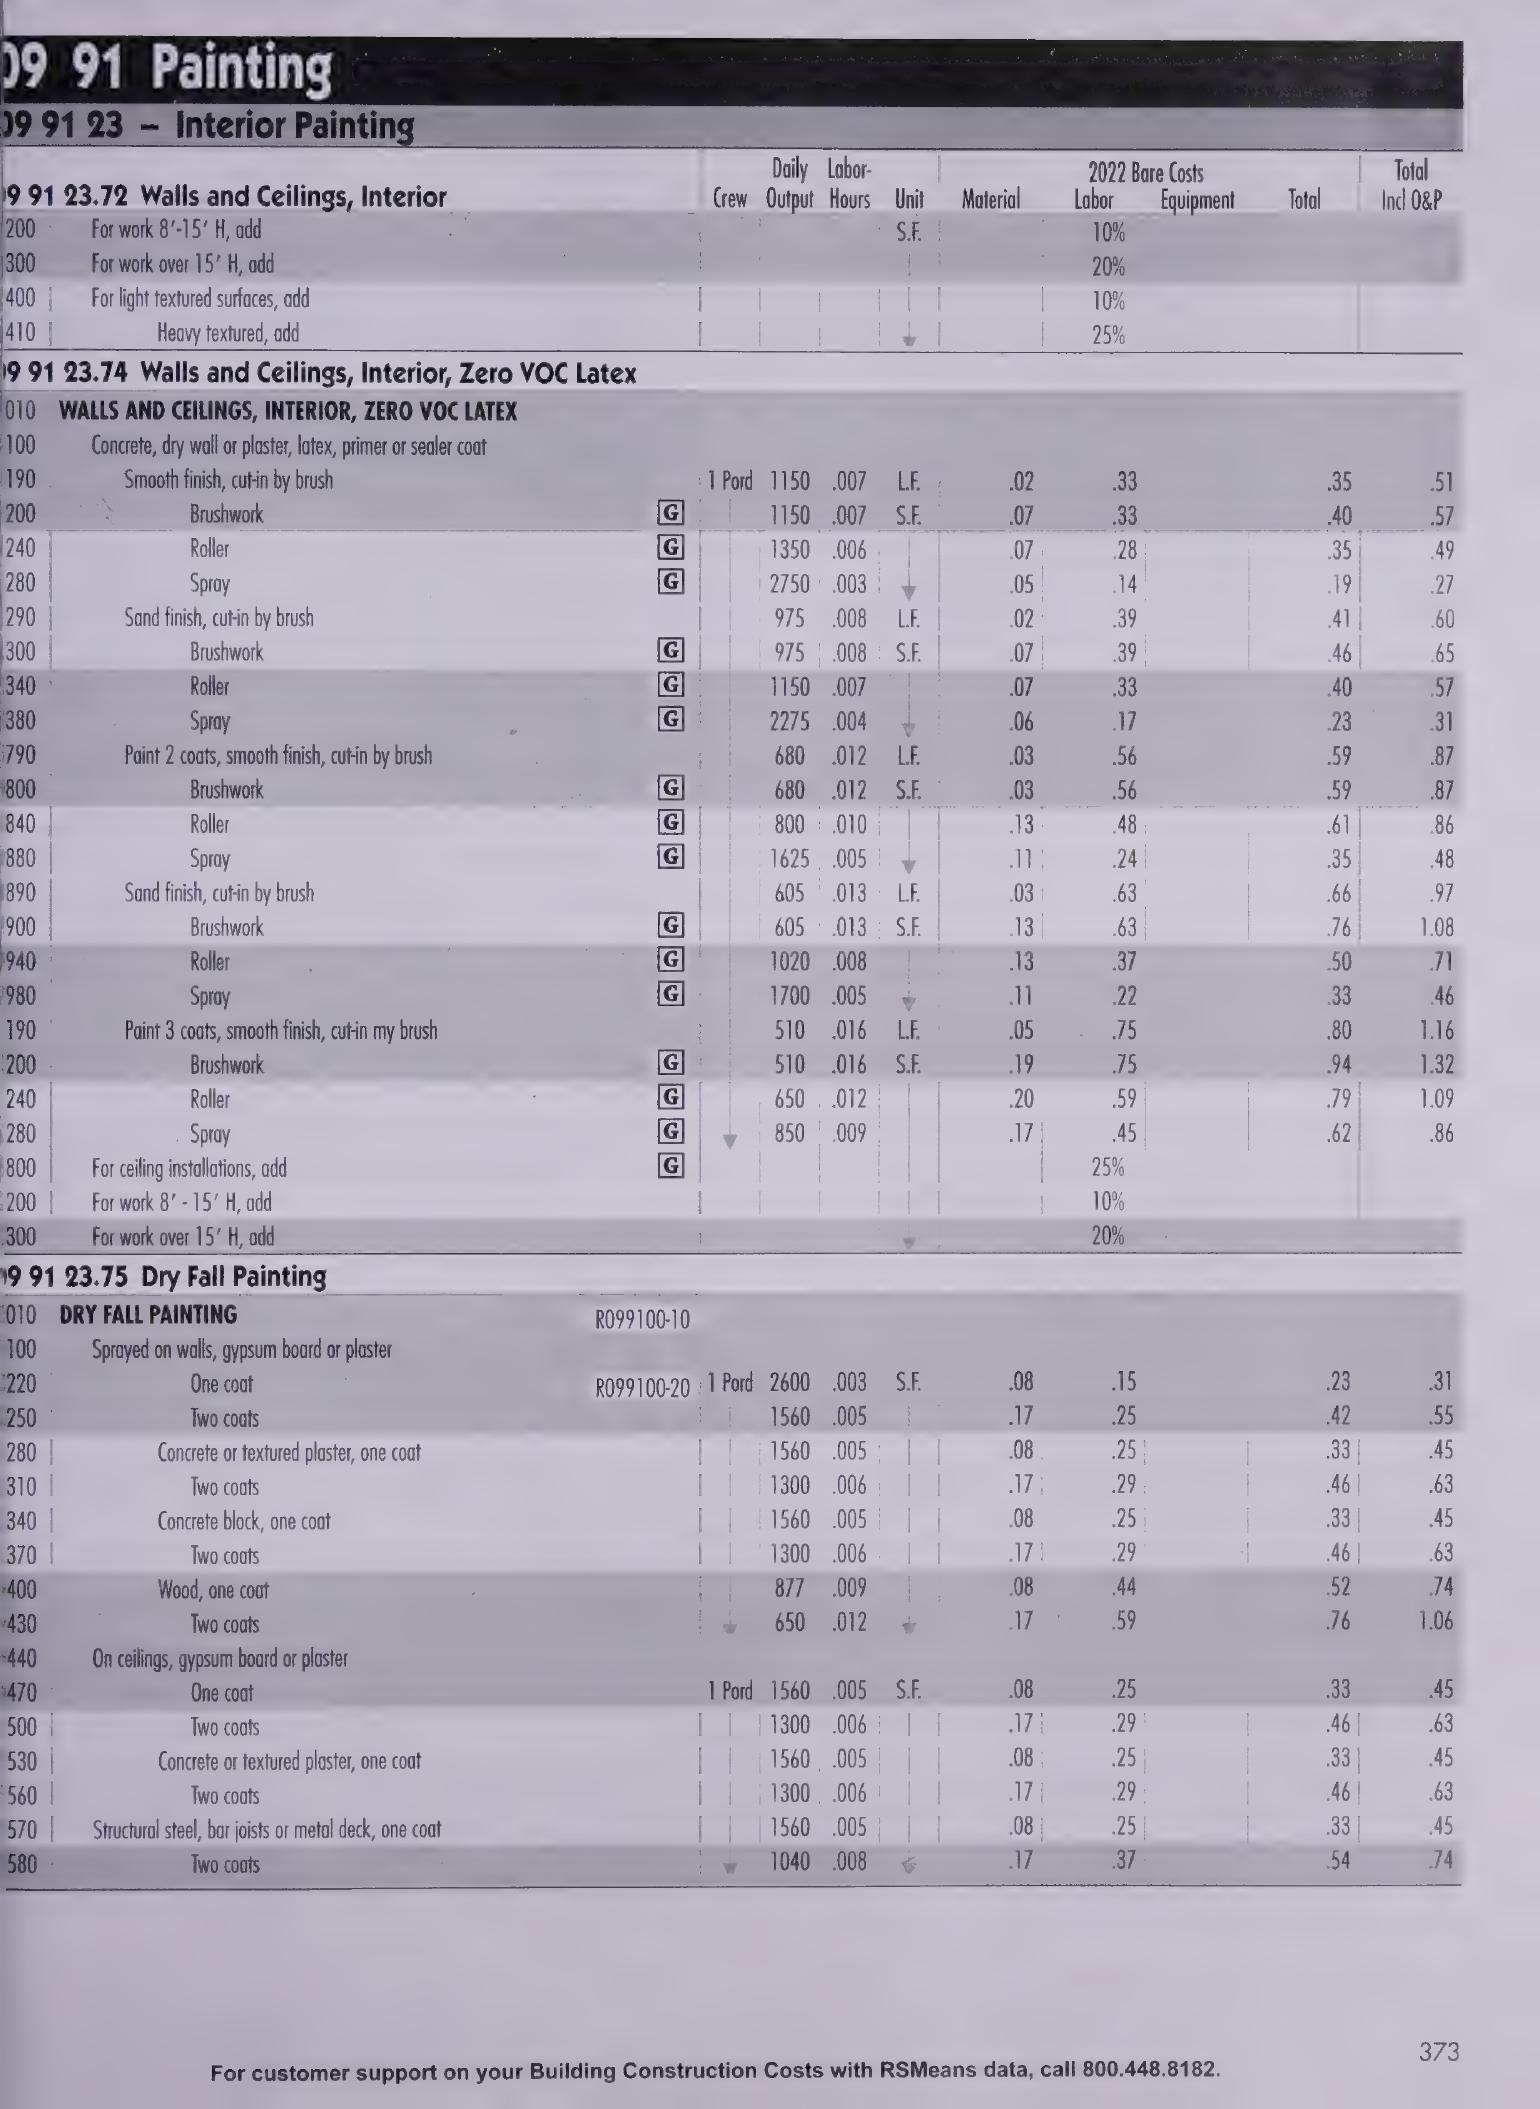 09 91 Painting
09 91 23 – Interior Painting
09 91 23.72 Walls and Ceilings, Interior Crew Daily Output Labor-Hours Unit Material 2022 Bare Costs Labor Equipment Total Total Incl O&P
200 For work 8'-15' H, add S.F. 10%
300 For work over 15' H, add 20%
400 For light textured surfaces, add 10%
410 Heavy textured, add 25%
09 91 23.74 Walls and Ceilings, Interior, Zero VOC Latex
010 WALLS AND CEILINGS, INTERIOR, ZERO VOC LATEX
100 Concrete, dry wall or plaster, latex, primer or sealer coat
190 Smooth finish, cut-in by brush 1 Pord 1150 .007 L.F. .02 .33 .35 .51
200 Brushwork G 1150 .007 S.F. .07 .33 .40 .57
240 Roller G 1350 .006 .07 .28 .35 .49
280 Spray G 2750 .003 .05 .14 .19 .27
290 Sand finish, cut-in by brush 975 .008 L.F. .02 .39 .41 .60
300 Brushwork G 975 .008 S.F. .07 .39 .46 .65
340 Roller G 1150 .007 .07 .33 .40 .57
380 Spray G 2275 .004 .06 .17 .23 .31
790 Paint 2 coats, smooth finish, cut-in by brush 680 .012 L.F. .03 .56 .59 .87
800 Brushwork G 680 .012 S.F. .03 .56 .59 .87
840 Roller G 800 .010 .13 .48 .61 .86
880 Spray G 1625 .005 .11 .24 .35 .48
890 Sand finish, cut-in by brush 605 .013 L.F. .03 .63 .66 .97
900 Brushwork G 605 .013 S.F. .13 .63 .76 1.08
940 Roller G 1020 .008 .13 .37 .50 .71
980 Spray G 1700 .005 .11 .22 .33 .46
190 Paint 3 coats, smooth finish, cut-in my brush 510 .016 L.F. .05 .75 .80 1.16
200 Brushwork G 510 .016 S.F. .19 .75 .94 1.32
240 Roller G 650 .012 .20 .59 .79 1.09
280 Spray G 850 .009 .17 .45 .62 .86
800 For ceiling installations, add G 25%
200 For work 8' - 15' H, add 10%
300 For work over 15' H, add 20%
09 91 23.75 Dry Fall Painting
010 DRY FALL PAINTING R099100-10
100 Sprayed on walls, gypsum board or plaster
220 One coat R099100-20 1 Pord 2600 .003 S.F. .08 .15 .23 .31
250 Two coats 1560 .005 .17 .25 .42 .55
280 Concrete or textured plaster, one coat 1560 .005 .08 .25 .33 .45
310 Two coats 1300 .006 .17 .29 .46 .63
340 Concrete block, one coat 1560 .005 .08 .25 .33 .45
370 Two coats 1300 .006 .17 .29 .46 .63
400 Wood, one coat 877 .009 .08 .44 .52 .74
430 Two coats 650 .012 .17 .59 .76 1.06
440 On ceilings, gypsum board or plaster
470 One coat 1 Pord 1560 .005 S.F. .08 .25 .33 .45
500 Two coats 1300 .006 .17 .29 .46 .63
530 Concrete or textured plaster, one coat 1560 .005 .08 .25 .33 .45
560 Two coats 1300 .006 .17 .29 .46 .63
570 Structural steel, bar joists or metal deck, one coat 1560 .005 .08 .25 .33 .45
580 Two coats 1040 .008 .17 .37 .54 .74
For customer support on your Building Construction Costs with RSMeans data, call 800.448.8182.
373